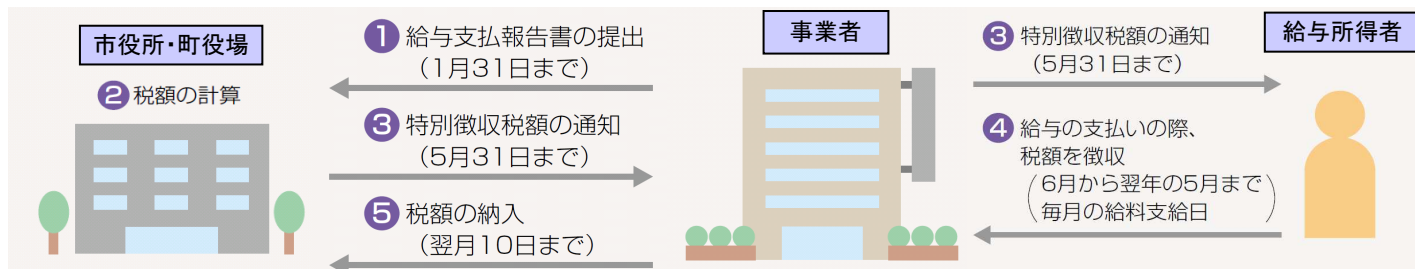 市役所・町役場
❷税額の計算
❶給与支払報告書の提出
(1月31日まで)
❸特別徴収税額の通知
(5月31日まで)
❺税額の納入
(翌月10日まで)
事業者
❸特別徴収税額の通知
(5月31日まで)
❹給与の支払いの際、
税額を徴収
(6月から翌年の5月まで
毎月の給料支給日)
給与所得者